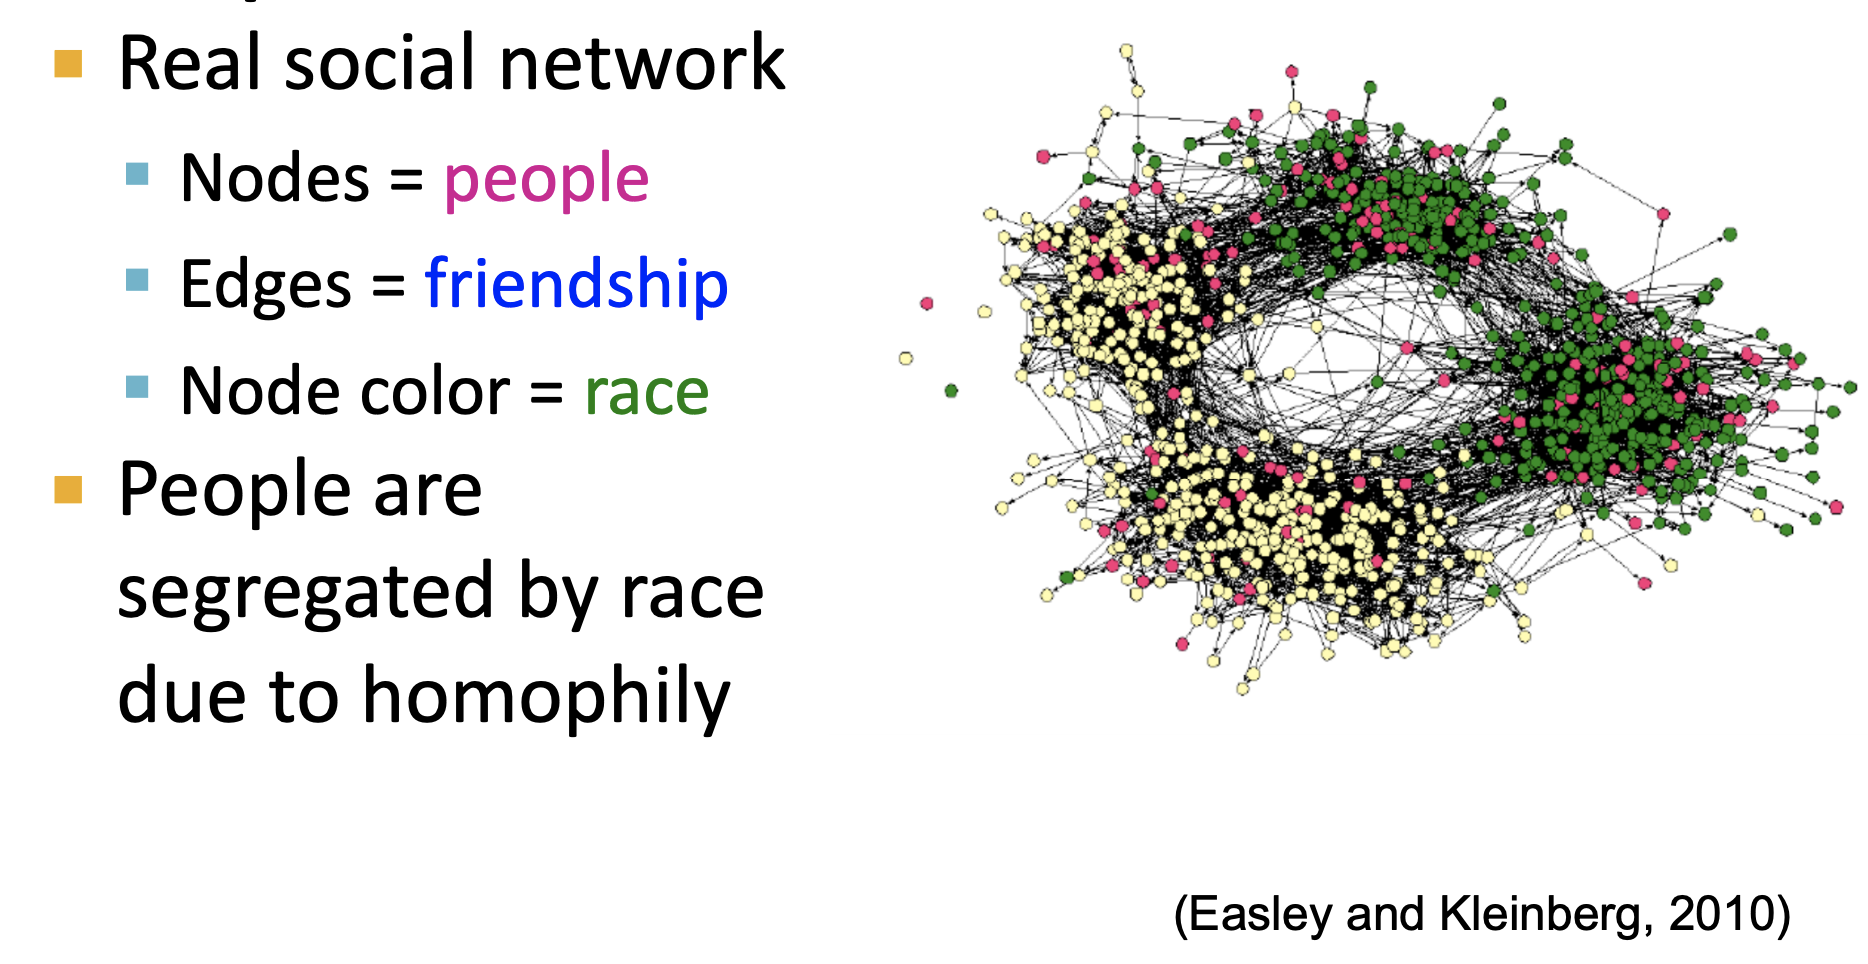 Real social network
Nodes = people
Edges = friendship
Node color = race
People are
segregated by race
due to homophily
(Easley and Kleinberg, 2010)